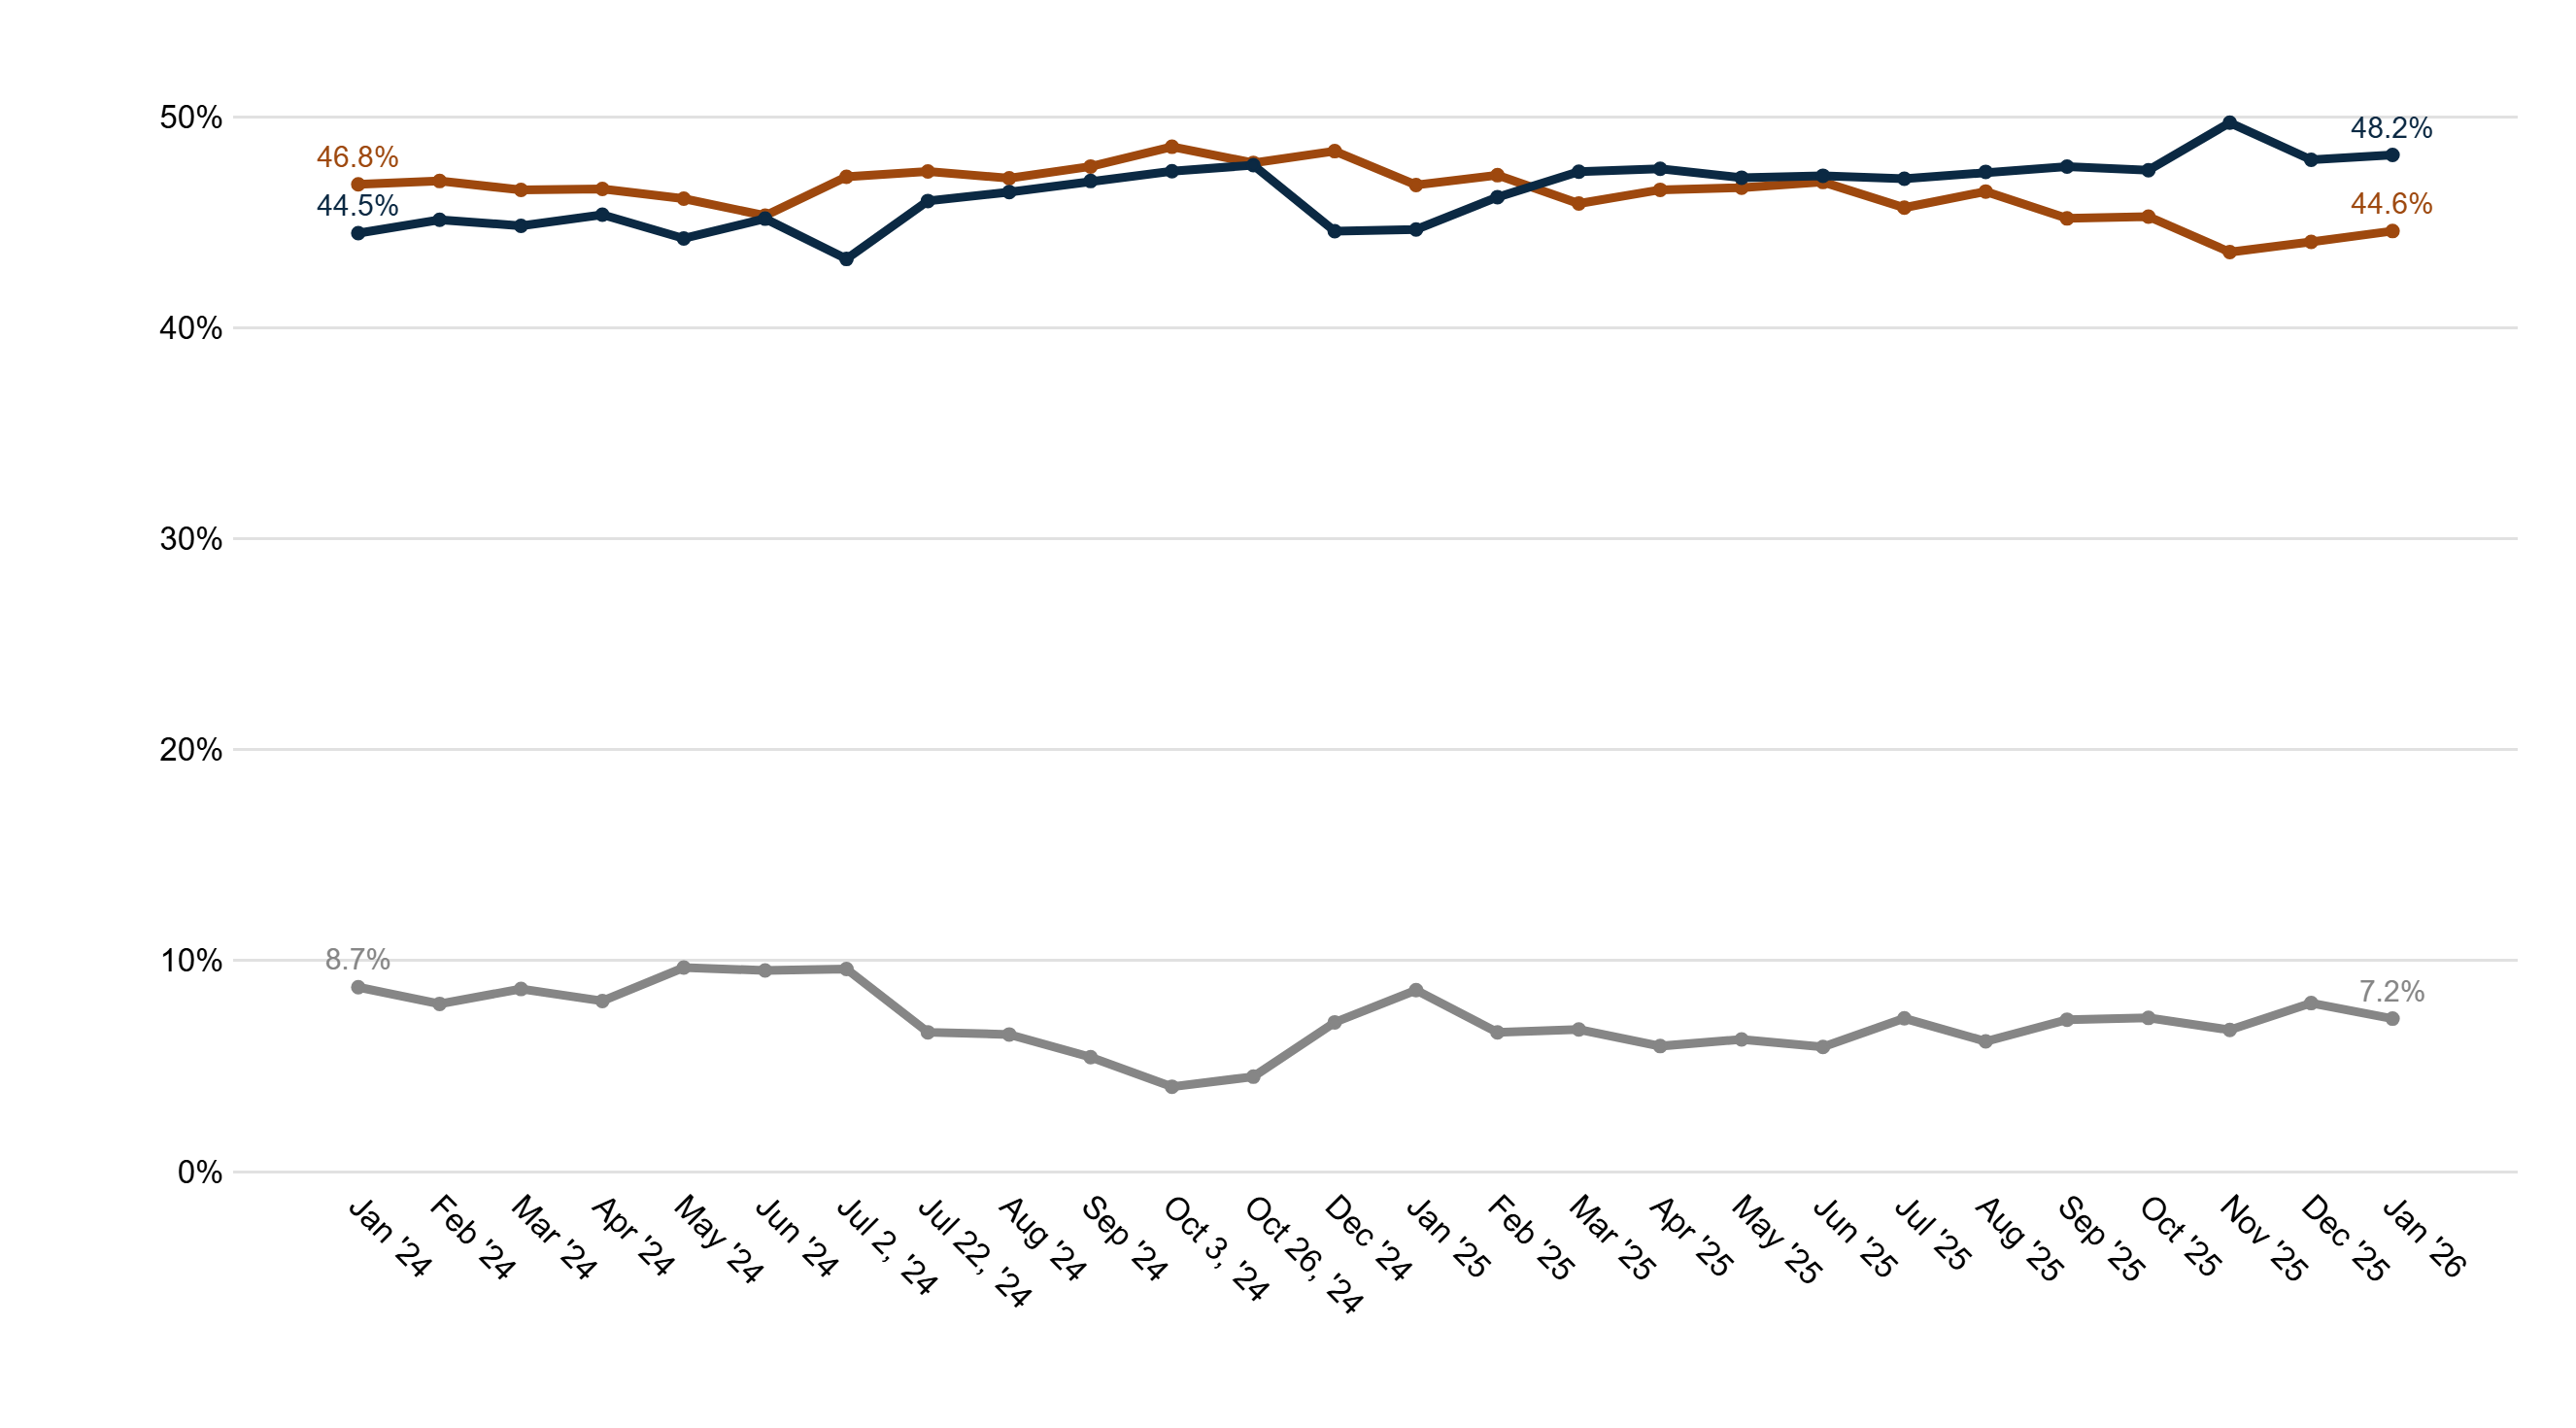 50%
48.2%
46.8%
44.5%
44.6%
40%
30%
20%
10%
8.7%
7.2%
0%
Jan '24
Feb '24
Mar '24
Apr '24
May '24
Jun '24
Jul 2, '24
Jul 22, '24
Aug '24
Sep '24
Oct 3, '24
Oct 26, '24
Dec '24
Jan '25
Feb '25
Mar '25
Apr '25
May '25
Jun '25
Jul '25
Aug '25
Sep '25
Oct '25
Nov '25
Dec '25
Jan '26